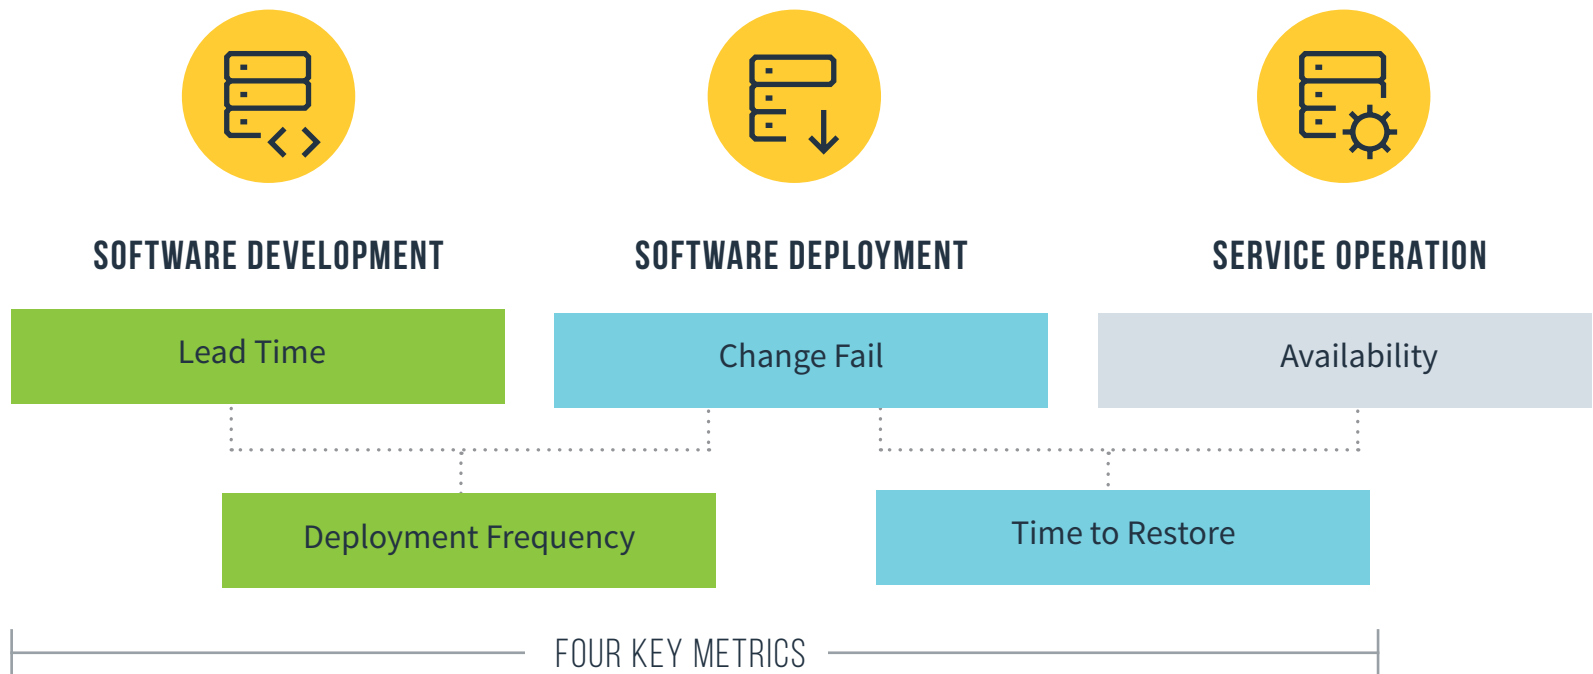 SOFTWARE DEVELOPMENT
SOFTWARE DEPLOYMENT
SERVICE OPERATION
Lead Time
Change Fail
Availability
Deployment Frequency
Time to Restore
FOUR KEY METRICS